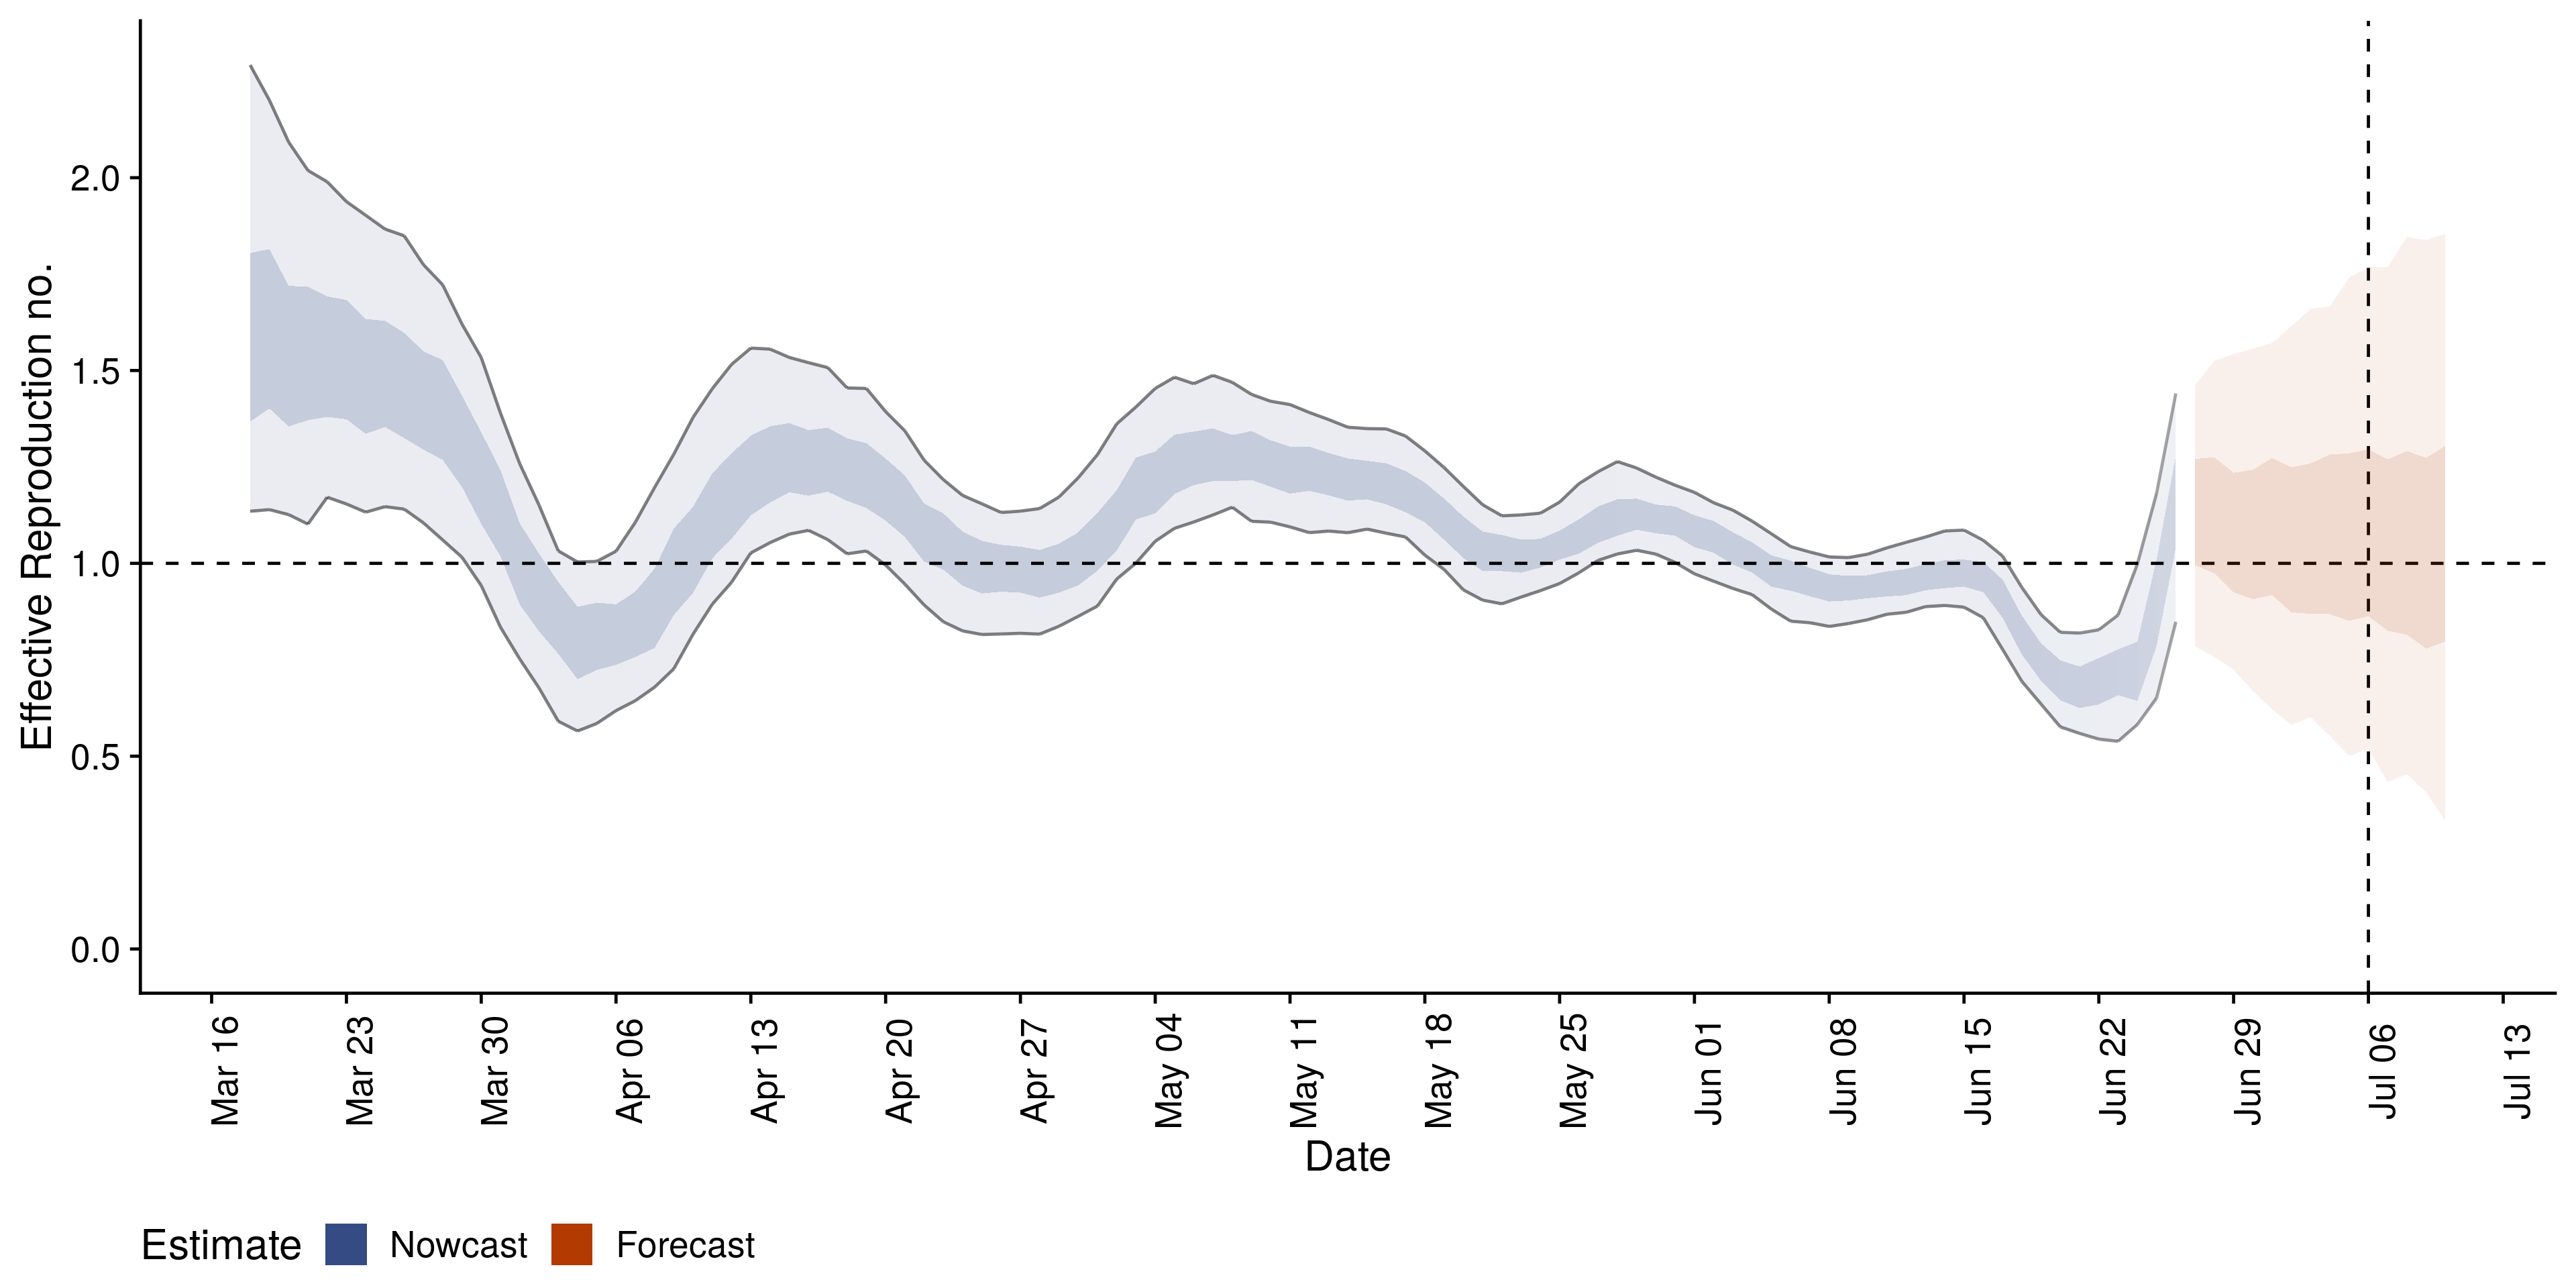 Effective Reproduction no.
2.0
1.5
1.0
0.5
0.0
Mar 16
Mar 23
Mar 30
Apr 06
Apr 13
Apr 20
Apr 27
May 04
May 11
May 18
May 25
Jun 01
Jun 08
Jun 15
Jun 22
Jun 29
Jul 06
Jul 13
Date
Estimate Nowcast Forecast